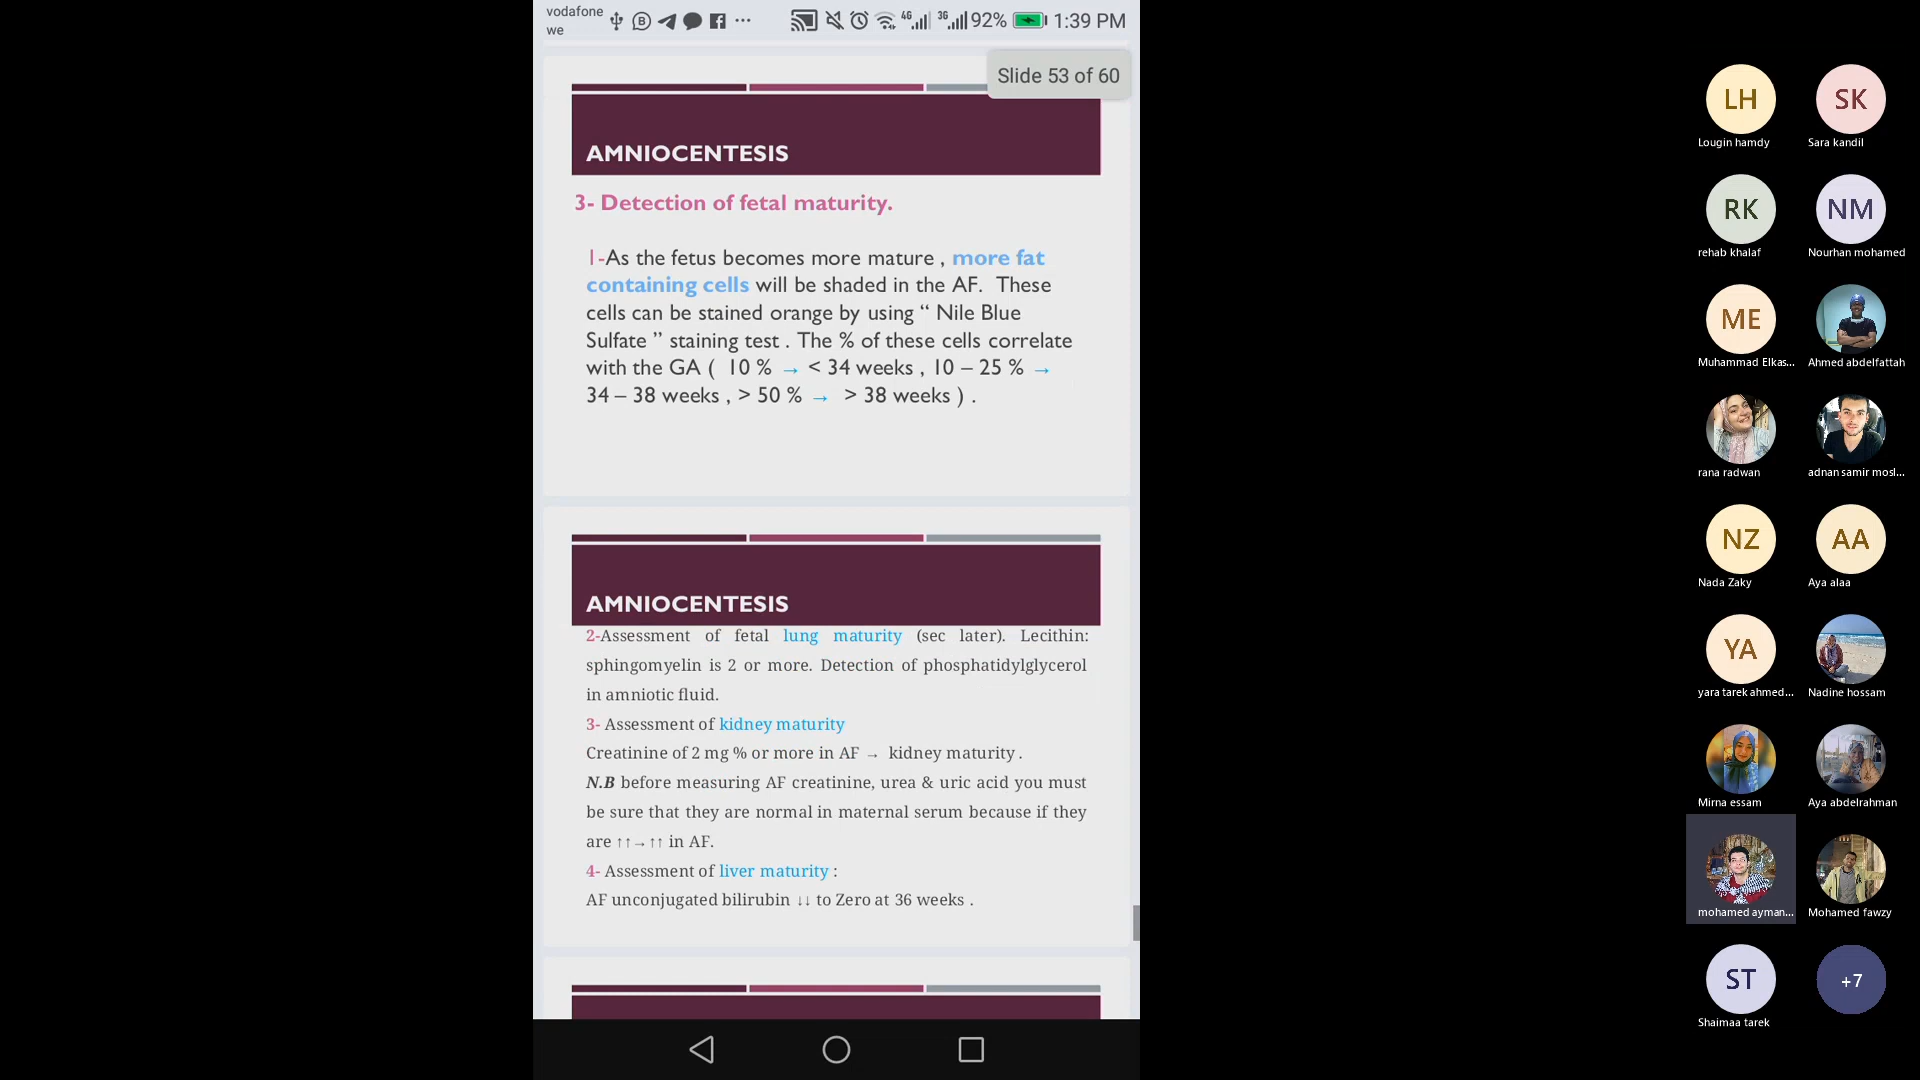 vodafone
we
4G
3G
92%
1:39 PM
Slide 53 of 60
AMNIOCENTESIS
3- Detection of fetal maturity.
1-As the fetus becomes more mature , more fat
containing cells will be shaded in the AF. These
cells can be stained orange by using “ Nile Blue
Sulfate ” staining test . The % of these cells correlate
with the GA ( 10 % → < 34 weeks , 10 – 25 % →
34 – 38 weeks , > 50 % → > 38 weeks ) .
AMNIOCENTESIS
2-Assessment of fetal lung maturity (sec later). Lecithin:
sphingomyelin is 2 or more. Detection of phosphatidylglycerol
in amniotic fluid.
3- Assessment of kidney maturity
Creatinine of 2 mg % or more in AF → kidney maturity .
N.B before measuring AF creatinine, urea & uric acid you must
be sure that they are normal in maternal serum because if they
are ↑↑→↑↑ in AF.
4- Assessment of liver maturity :
AF unconjugated bilirubin ↓↓ to Zero at 36 weeks .
LH
Lougin hamdy
SK
Sara kandil
RK
rehab khalaf
NM
Nourhan mohamed
ME
Muhammad Elkas...
Ahmed abdelfattah
rana radwan
adnan samir mosl...
NZ
Nada Zaky
AA
Aya alaa
YA
yara tarek ahmed...
Nadine hossam
Mirna essam
Aya abdelrahman
mohamed ayman...
Mohamed fawzy
ST
Shaimaa tarek
+7